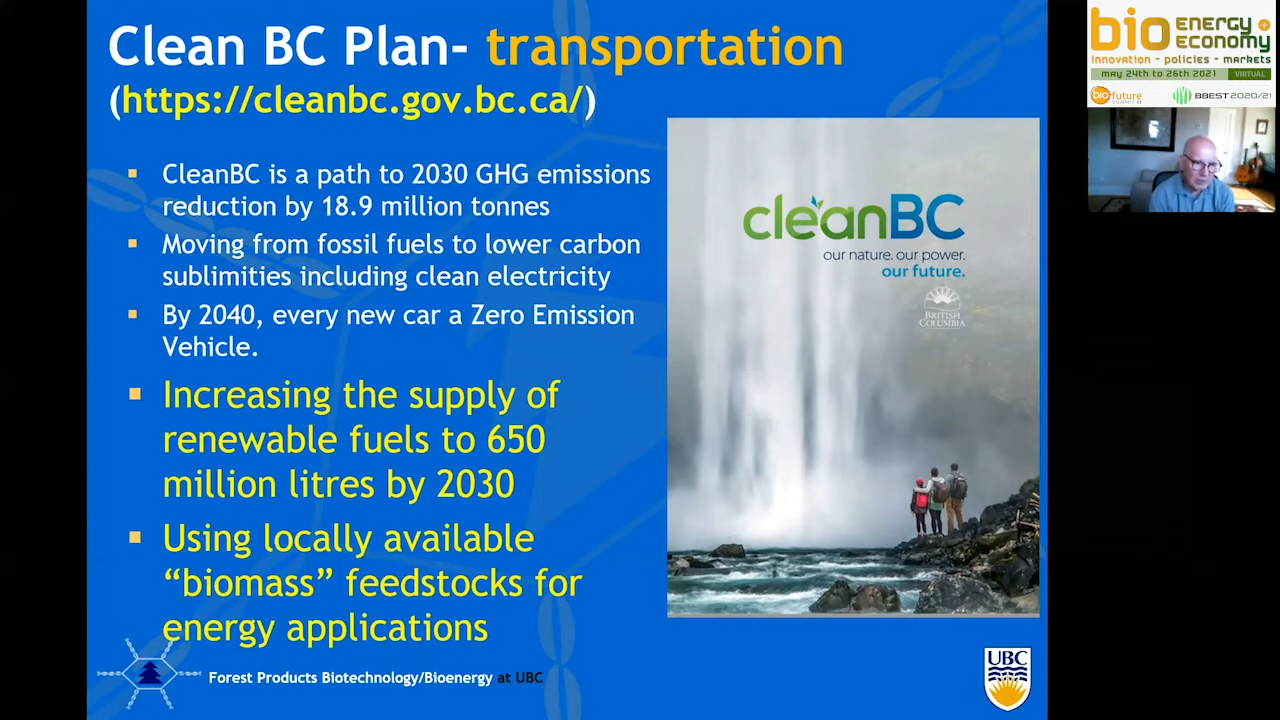 Clean BC Plan- transportation
(https://cleanbc.gov.bc.ca/)
▪ CleanBC is a path to 2030 GHG emissions
reduction by 18.9 million tonnes
▪ Moving from fossil fuels to lower carbon
sublimities including clean electricity
▪ By 2040, every new car a Zero Emission
Vehicle.
▪ Increasing the supply of
renewable fuels to 650
million litres by 2030
▪ Using locally available
“biomass” feedstocks for
energy applications
Forest Products Biotechnology/Bioenergy at UBC
cleanBC
our nature. our power.
our future.
BRITISH
COLUMBIA
UBC
bio ENERGY +
ECONOMY
innovation - policies - markets
may 24th to 26th 2021 VIRTUAL
biofuture
SUMMIT II
BBEST 2020/21